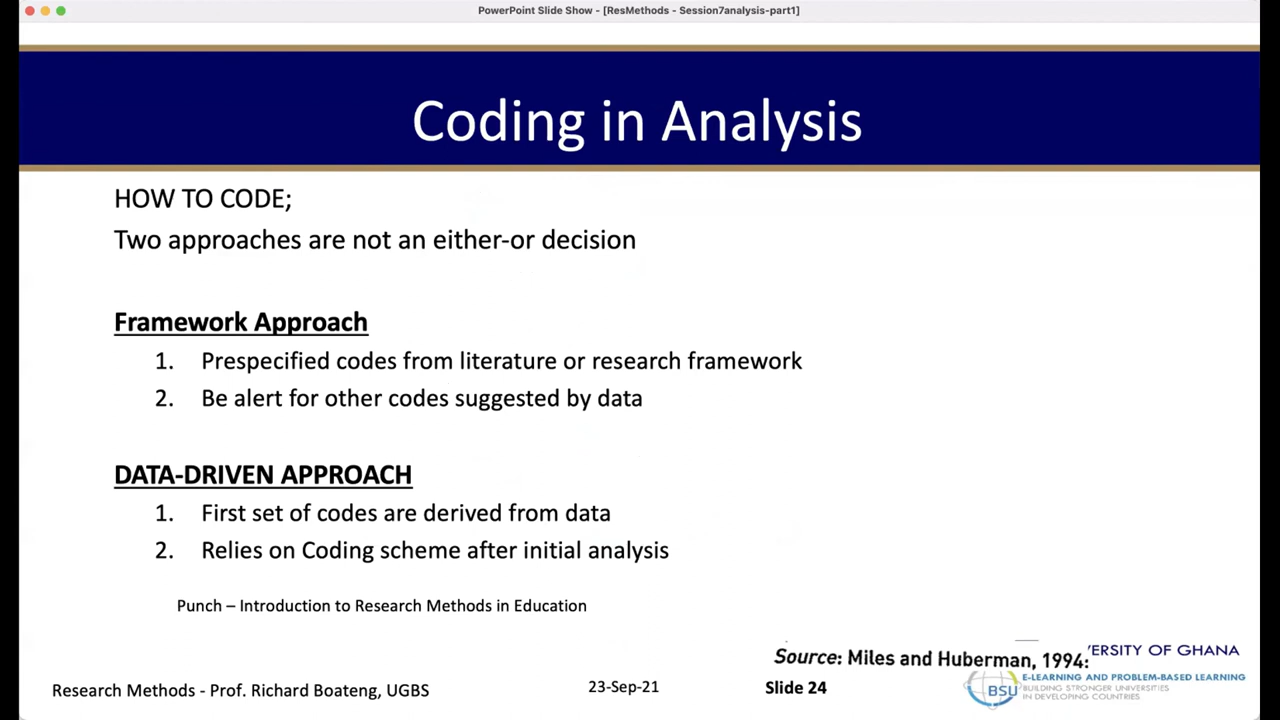 PowerPoint Slide Show - [ResMethods - Session7analysis-part1]
Coding in Analysis
HOW TO CODE;
Two approaches are not an either-or decision
Framework Approach
1. Prespecified codes from literature or research framework
2. Be alert for other codes suggested by data
DATA-DRIVEN APPROACH
1. First set of codes are derived from data
2. Relies on Coding scheme after initial analysis
Punch – Introduction to Research Methods in Education
Source: Miles and Huberman, 1994:
ERSITY OF GHANA
BSU
E-LEARNING AND PROBLEM-BASED LEARNING
BUILDING STRONGER UNIVERSITIES
IN DEVELOPING COUNTRIES
Research Methods - Prof. Richard Boateng, UGBS
23-Sep-21
Slide 24